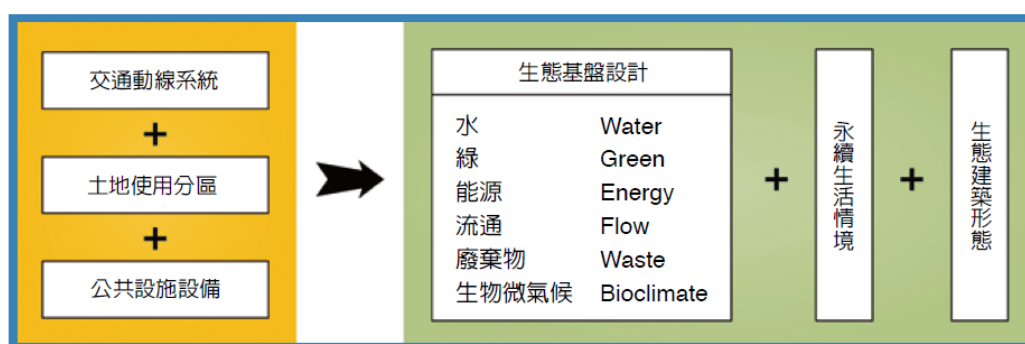 交通動線系統
+
土地使用分區
+
公共設施設備
生態基盤設計
水 Water
綠 Green
能源 Energy
流通 Flow
廢棄物 Waste
生物微氣候 Bioclimate
+
永續生活情境
+
生態建築形態